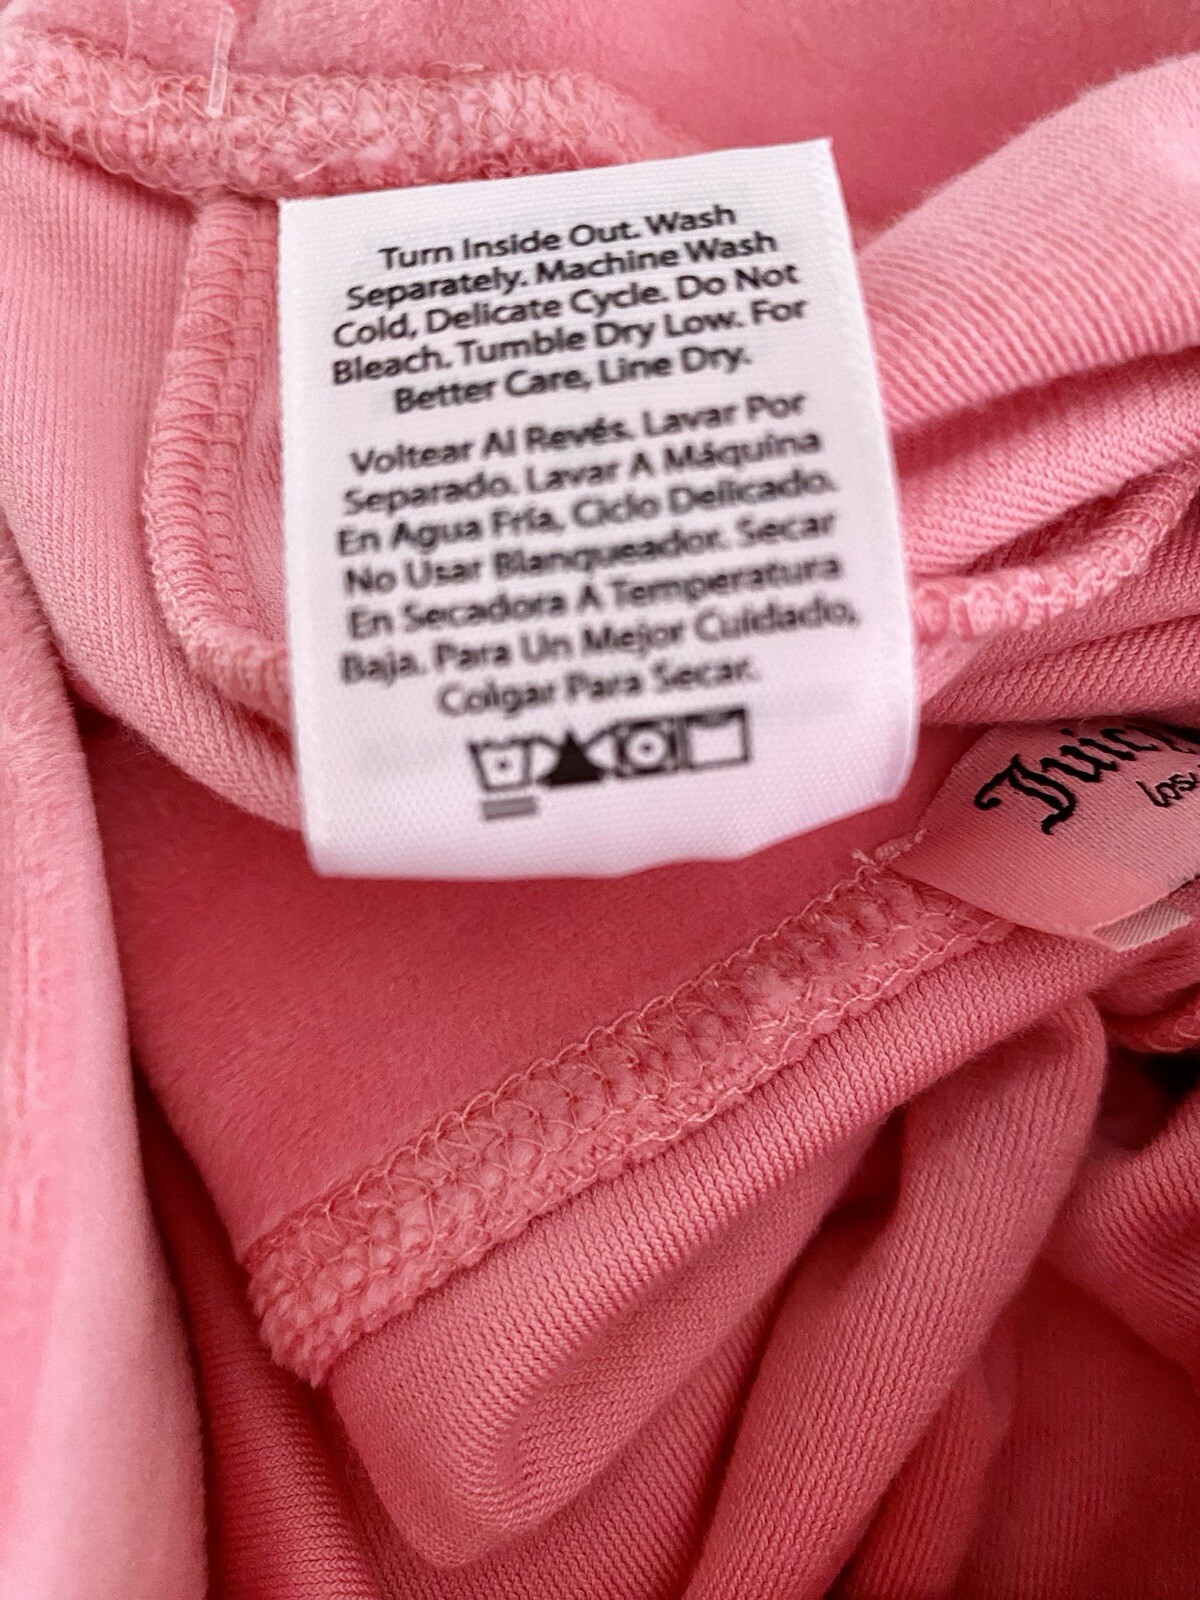 Turn Inside Out. Wash
Separately. Machine Wash
Cold, Delicate Cycle. Do Not
Bleach. Tumble Dry Low. For
Better Care, Line Dry.
Voltear Al Revés. Lavar Por
Separado. Lavar A Máquina
En Agua Fría, Ciclo Delicado.
No Usar Blanqueador. Secar
En Secadora A Temperatura
Baja. Para Un Mejor Cuidado,
Colgar Para Secar.
Juicy